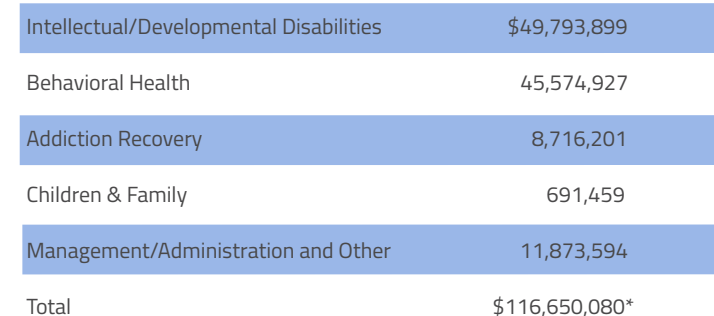 Intellectual/Developmental Disabilities $49,793,899
Behavioral Health 45,574,927
Addiction Recovery 8,716,201
Children & Family 691,459
Management/Administration and Other 11,873,594
Total $116,650,080*